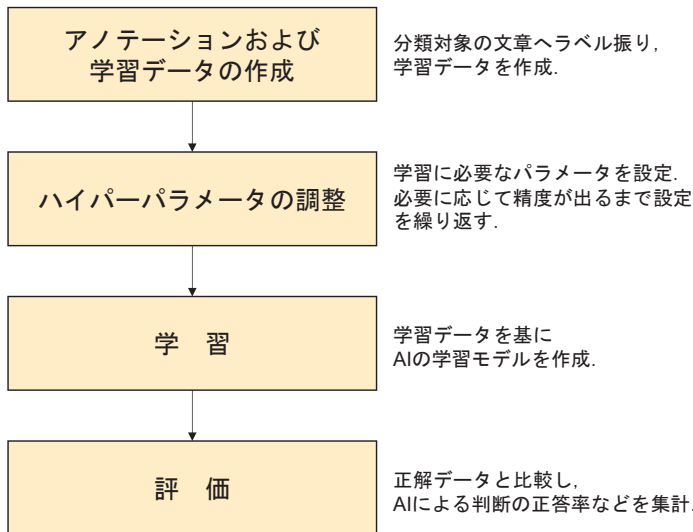 アノテーションおよび
学習データの作成
分類対象の文章へラベル振り,
学習データを作成.
ハイパーパラメータの調整
学習に必要なパラメータを設定.
必要に応じて精度が出るまで設定
を繰り返す.
学　習
学習データを基に
AIの学習モデルを作成.
評　価
正解データと比較し,
AIによる判断の正答率などを集計.